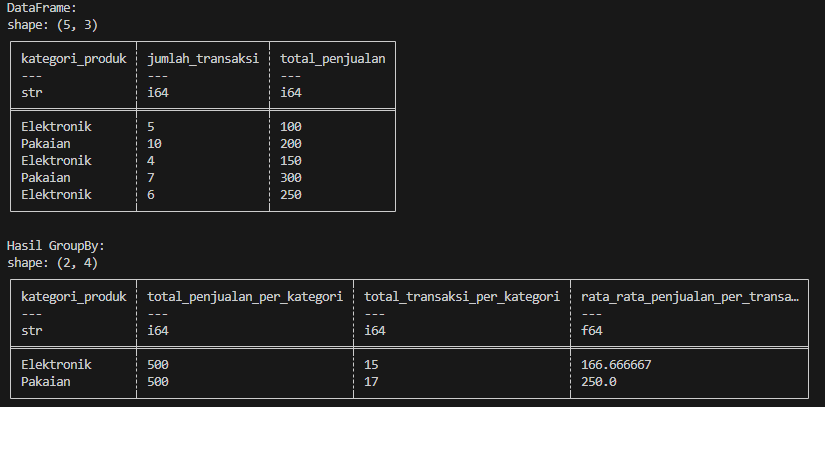 DataFrame:
shape: (5, 3)
kategori_produk jumlah_transaksi total_penjualan
--- --- ---
str i64 i64
Elektronik 5 100
Pakaian 10 200
Elektronik 4 150
Pakaian 7 300
Elektronik 6 250
Hasil GroupBy:
shape: (2, 4)
kategori_produk total_penjualan_per_kategori total_transaksi_per_kategori rata_rata_penjualan_per_transa…
--- --- --- ---
str i64 i64 f64
Elektronik 500 15 166.666667
Pakaian 500 17 250.0